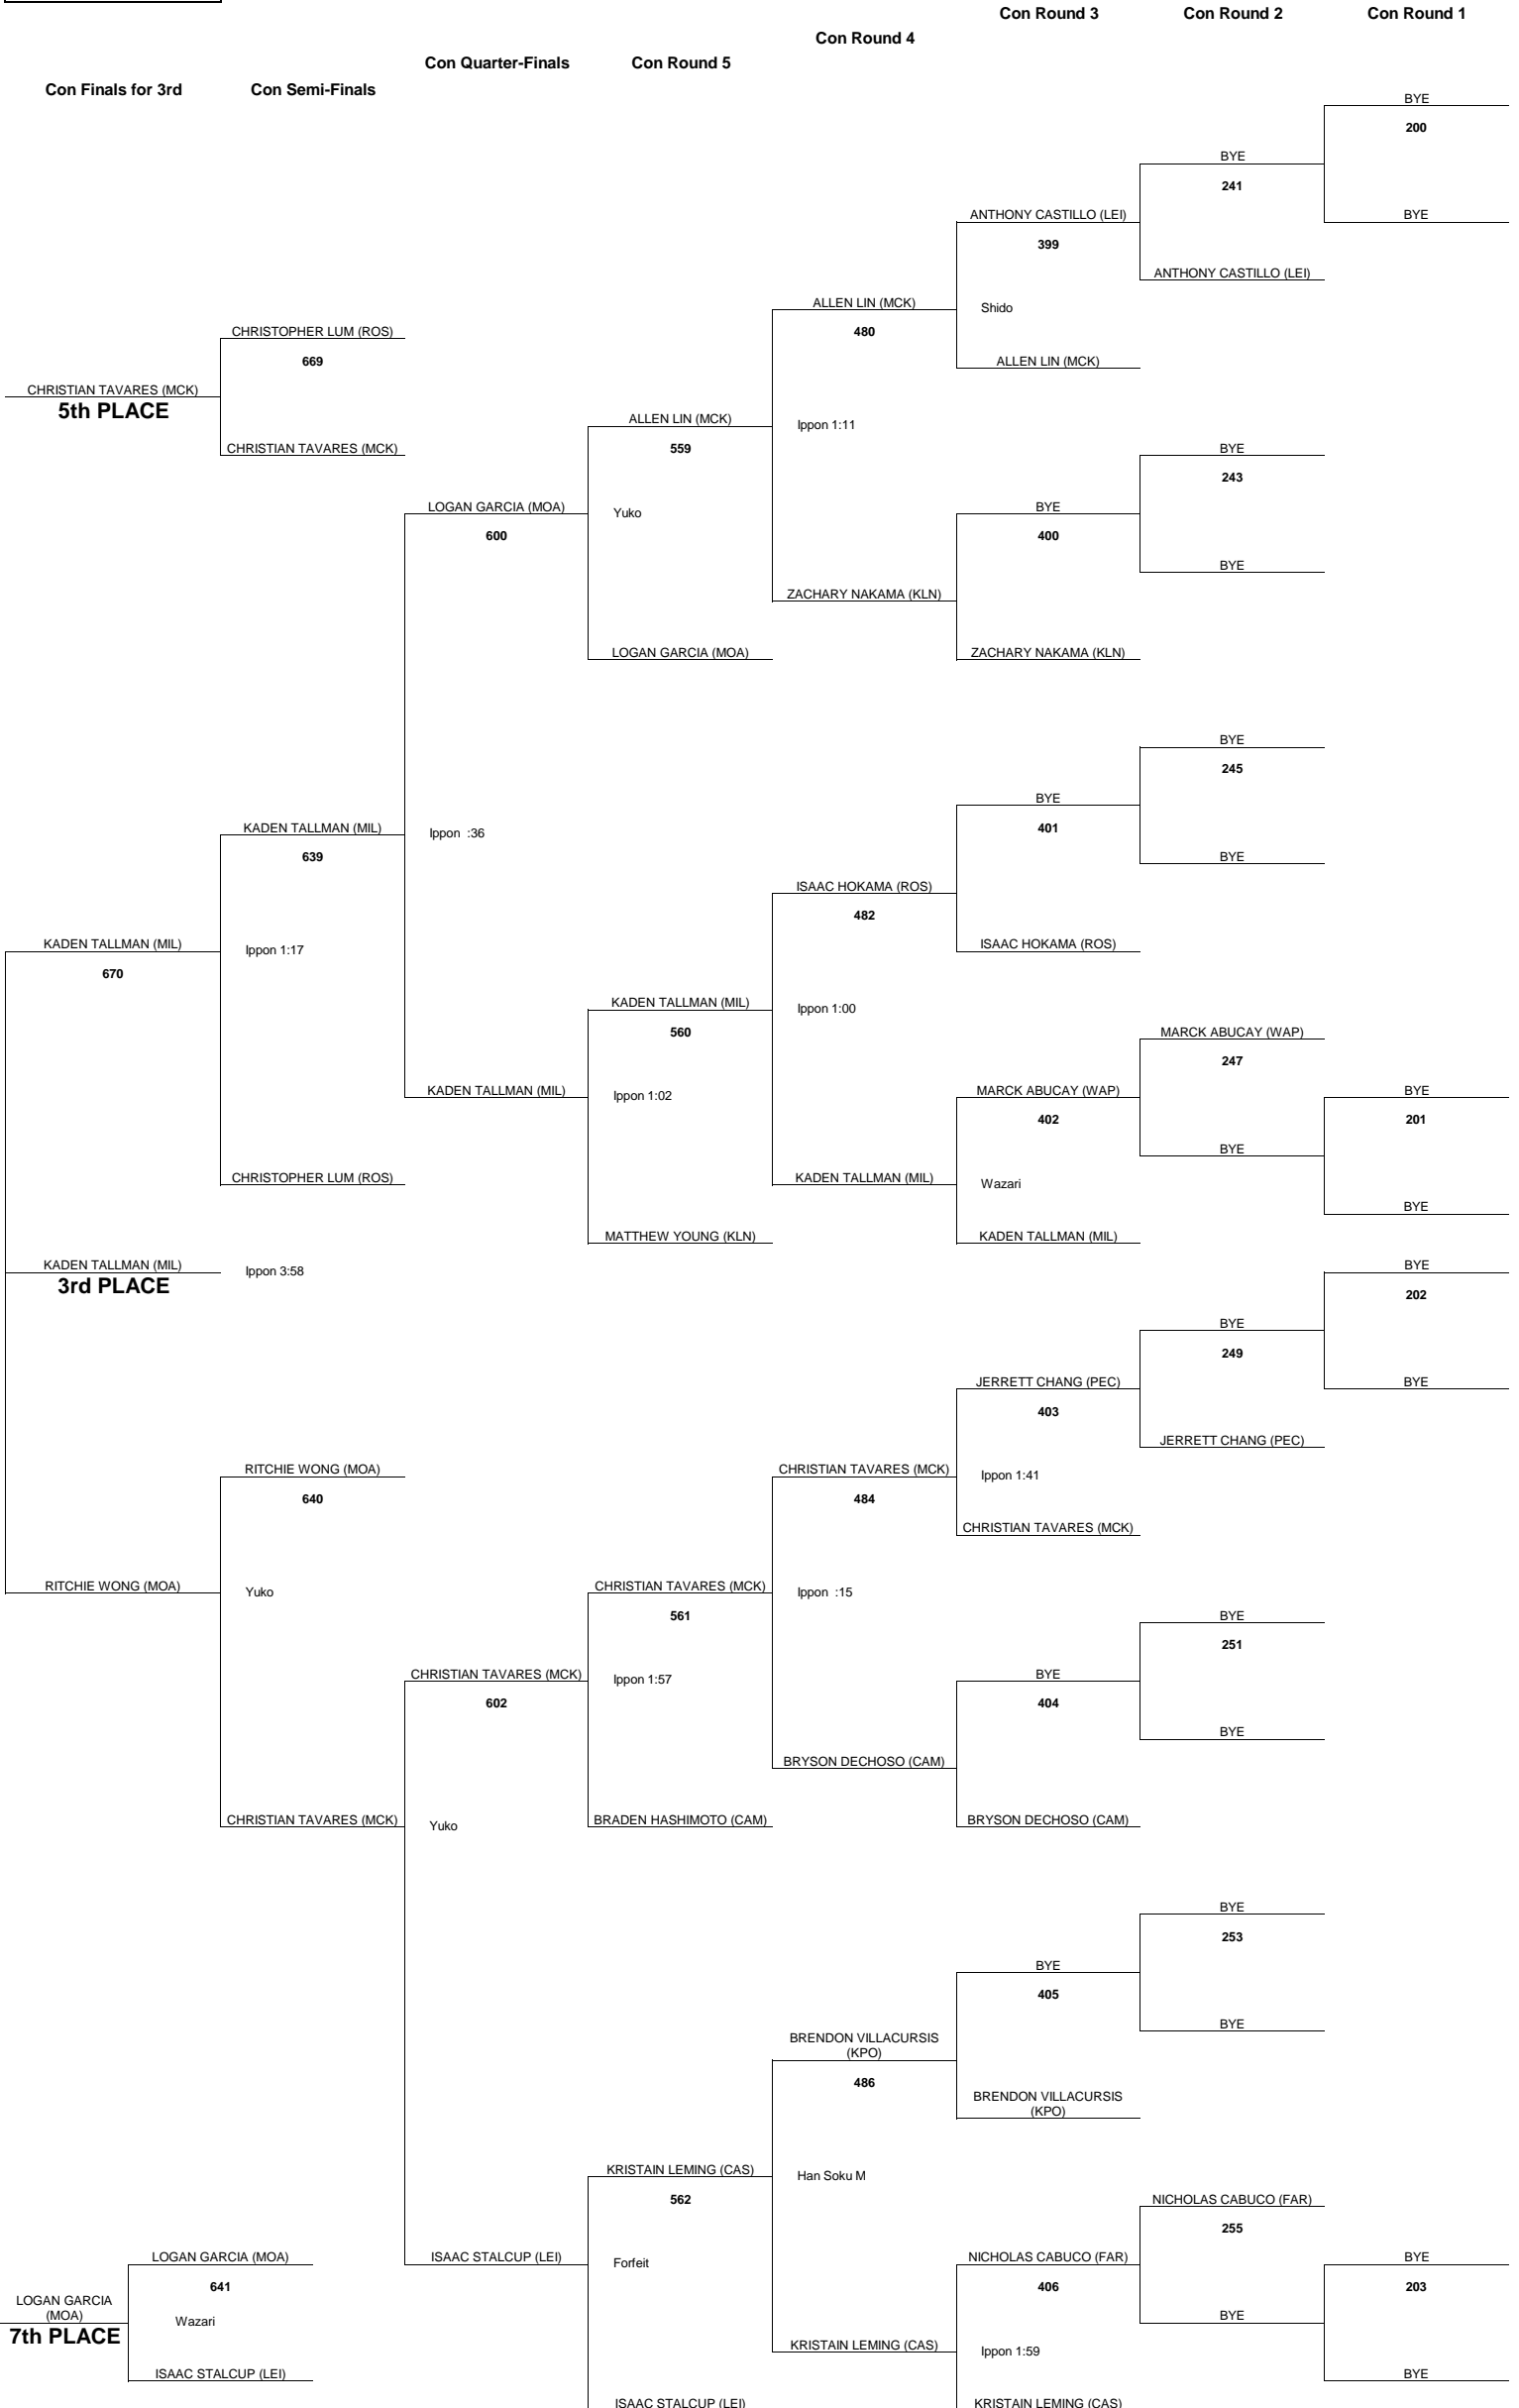 Con Round 3
Con Round 2
Con Round 1
Con Round 4
Con Quarter-Finals
Con Round 5
Con Finals for 3rd
Con Semi-Finals
BYE
200
BYE
241
ANTHONY CASTILLO (LEI)
BYE
399
ANTHONY CASTILLO (LEI)
ALLEN LIN (MCK)
Shido
CHRISTOPHER LUM (ROS)
480
669
ALLEN LIN (MCK)
CHRISTIAN TAVARES (MCK)
5th PLACE
ALLEN LIN (MCK)
Ippon 1:11
CHRISTIAN TAVARES (MCK)
559
BYE
243
LOGAN GARCIA (MOA)
Yuko
BYE
600
400
BYE
ZACHARY NAKAMA (KLN)
LOGAN GARCIA (MOA)
ZACHARY NAKAMA (KLN)
BYE
245
BYE
KADEN TALLMAN (MIL)
Ippon  :36
401
639
BYE
ISAAC HOKAMA (ROS)
482
KADEN TALLMAN (MIL)
Ippon 1:17
ISAAC HOKAMA (ROS)
670
KADEN TALLMAN (MIL)
Ippon 1:00
560
MARCK ABUCAY (WAP)
247
KADEN TALLMAN (MIL)
Ippon 1:02
MARCK ABUCAY (WAP)
BYE
402
201
BYE
CHRISTOPHER LUM (ROS)
KADEN TALLMAN (MIL)
Wazari
BYE
MATTHEW YOUNG (KLN)
KADEN TALLMAN (MIL)
KADEN TALLMAN (MIL)
3rd PLACE
Ippon 3:58
BYE
202
BYE
249
JERRETT CHANG (PEC)
BYE
403
JERRETT CHANG (PEC)
RITCHIE WONG (MOA)
CHRISTIAN TAVARES (MCK)
Ippon 1:41
640
484
CHRISTIAN TAVARES (MCK)
RITCHIE WONG (MOA)
Yuko
CHRISTIAN TAVARES (MCK)
Ippon  :15
561
BYE
251
CHRISTIAN TAVARES (MCK)
Ippon 1:57
BYE
602
404
BYE
BRYSON DECHOSO (CAM)
CHRISTIAN TAVARES (MCK)
Yuko
BRADEN HASHIMOTO (CAM)
BRYSON DECHOSO (CAM)
BYE
253
BYE
405
BYE
BRENDON VILLACURSIS
(KPO)
486
BRENDON VILLACURSIS
(KPO)
KRISTAIN LEMING (CAS)
Han Soku M
562
NICHOLAS CABUCO (FAR)
255
LOGAN GARCIA (MOA)
ISAAC STALCUP (LEI)
Forfeit
NICHOLAS CABUCO (FAR)
BYE
641
406
203
LOGAN GARCIA
(MOA)
7th PLACE
Wazari
BYE
KRISTAIN LEMING (CAS)
Ippon 1:59
ISAAC STALCUP (LEI)
BYE
ISAAC STALCUP (LEI)
KRISTAIN LEMING (CAS)